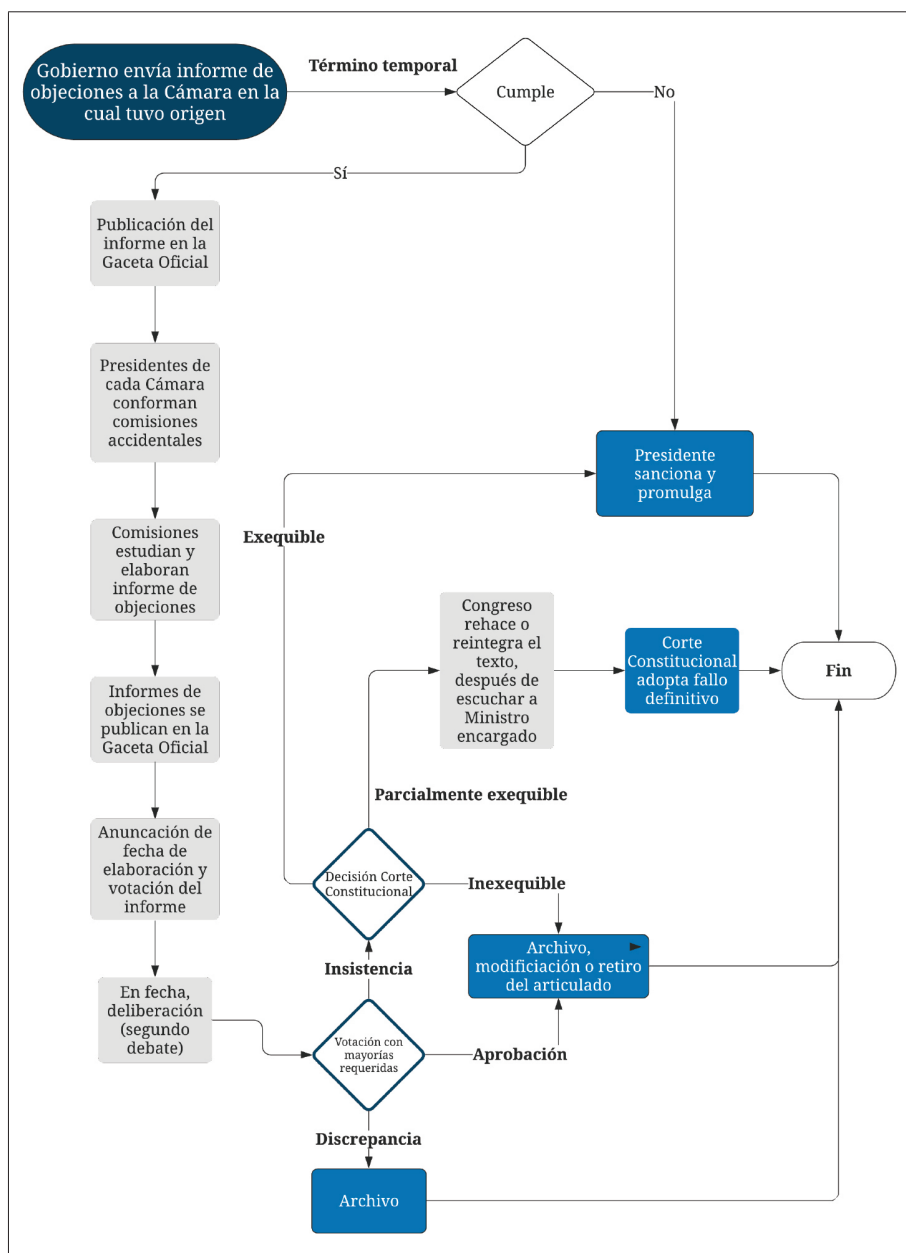 Gobierno envía informe de
objeciones a la Cámara en la
cual tuvo origen
Término temporal
Cumple
No
Sí
Publicación del
informe en la
Gaceta Oficial
Presidentes de
cada Cámara
conforman
comisiones
accidentales
Presidente
sanciona y
promulga
Comisiones
estudian y
elaboran
informe de
objeciones
Exequible
Congreso
rehace o
reintegra el
texto,
después de
escuchar a
Ministro
encargado
Corte
Constitucional
adopta fallo
definitivo
Fin
Informes de
objeciones se
publican en la
Gaceta Oficial
Parcialmente exequible
Anuncación de
fecha de
elaboración y
votación del
informe
Decisión Corte
Constitucional
Inexequible
Archivo,
modificiación o retiro
del articulado
Insistencia
En fecha,
deliberación
(segundo
debate)
Votación con
mayorías
requeridas
Aprobación
Discrepancia
Archivo